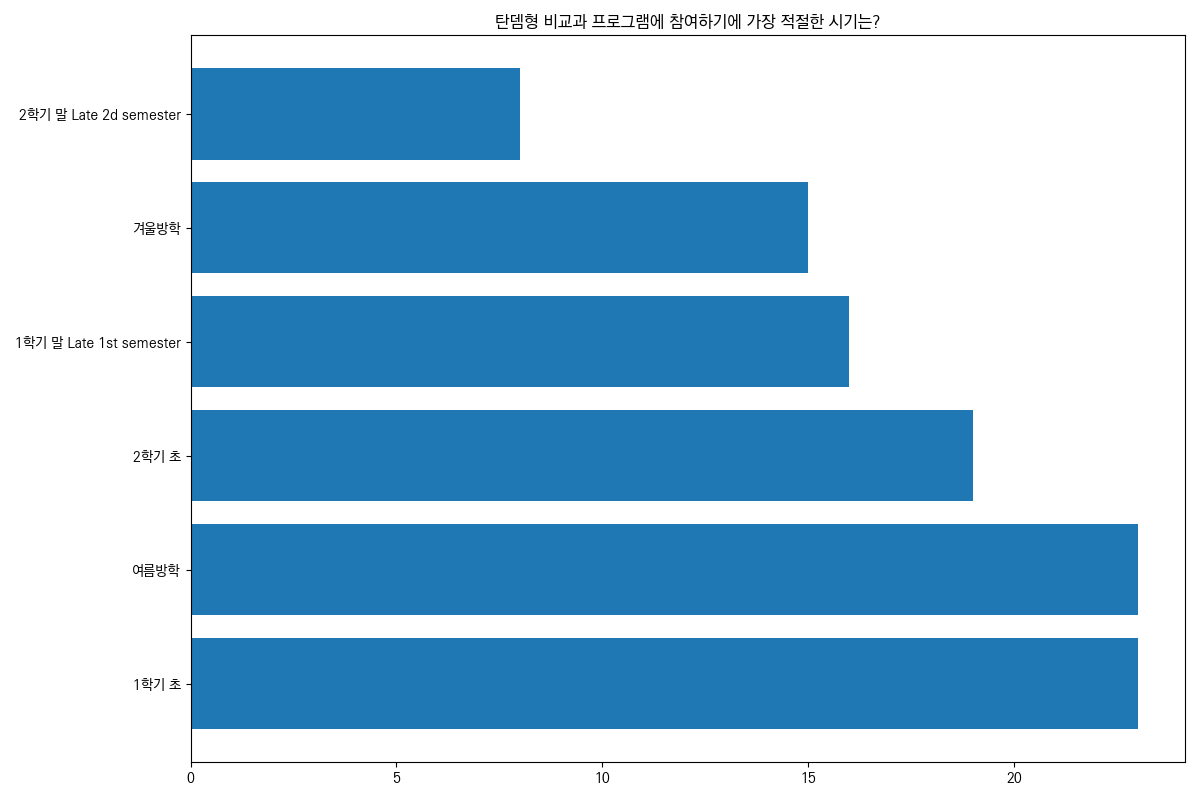 탄뎀형 비교과 프로그램에 참여하기에 가장 적절한 시기는?
2학기 말 Late 2d semester
겨울방학
1학기 말 Late 1st semester
2학기 초
여름방학
1학기 초
0 5 10 15 20